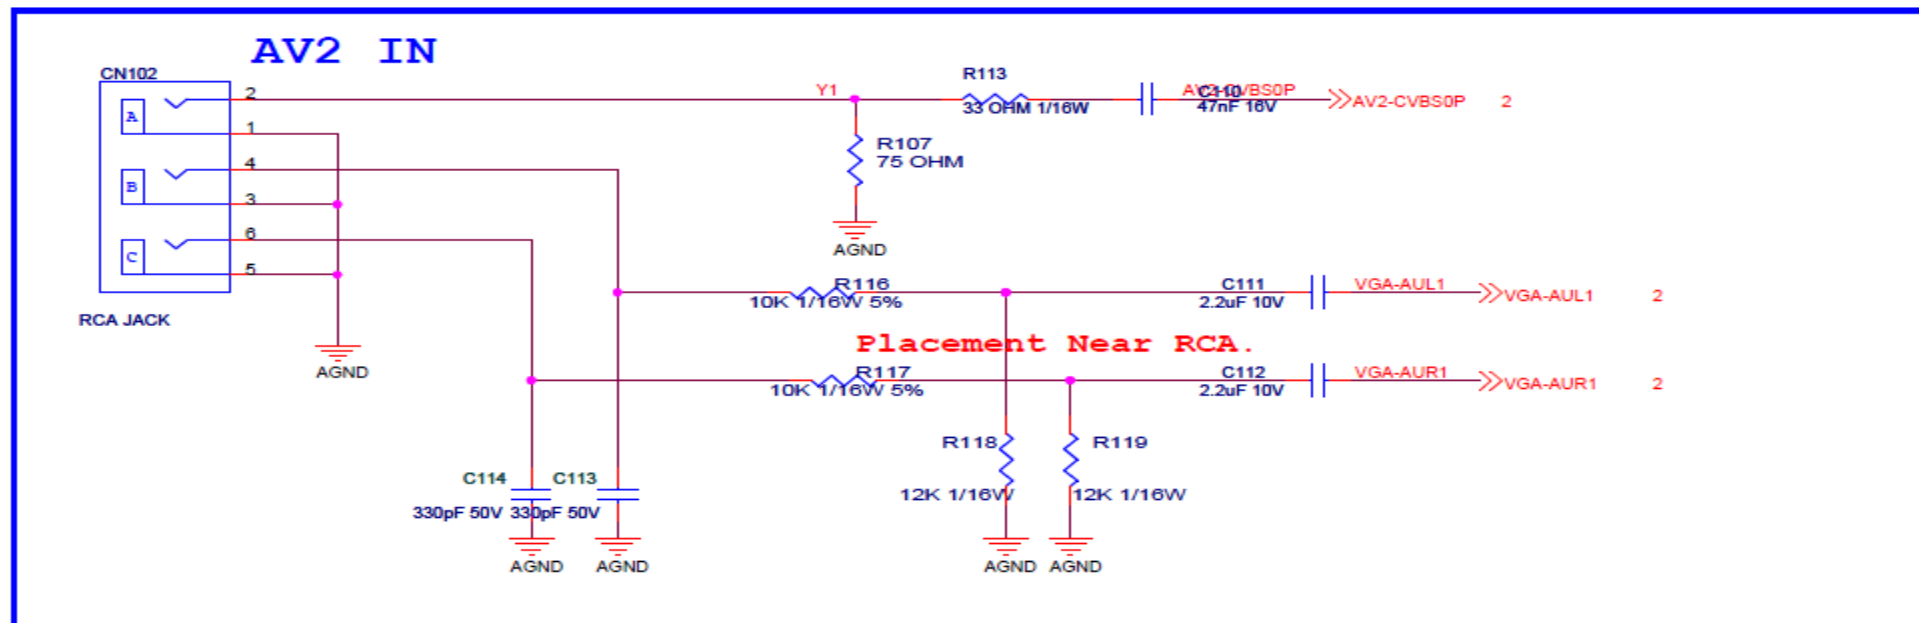 AV2 IN
CN102
A
B
C
2
1
4
3
6
5
RCA JACK
AGND
Y1
R113
33 OHM 1/16W
AV2-CVBS0P
C110
47nF 16V
AV2-CVBS0P 2
R107
75 OHM
AGND
R116
10K 1/16W 5%
C111
2.2uF 10V
VGA-AUL1
VGA-AUL1 2
Placement Near RCA.
R117
10K 1/16W 5%
C112
2.2uF 10V
VGA-AUR1
VGA-AUR1 2
R118
12K 1/16W
R119
12K 1/16W
C114
330pF 50V
C113
330pF 50V
AGND
AGND
AGND
AGND